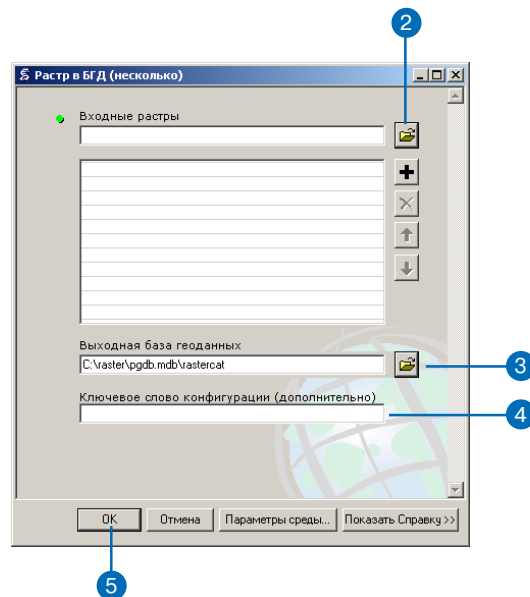 2
Растр в БГД (несколько)
Входные растры
Выходная база геоданных
C:\raster\pgdb.mdb\rastercat
3
Ключевое слово конфигурации (дополнительно)
4
OK
Отмена
Параметры среды...
Показать Справку >>
5